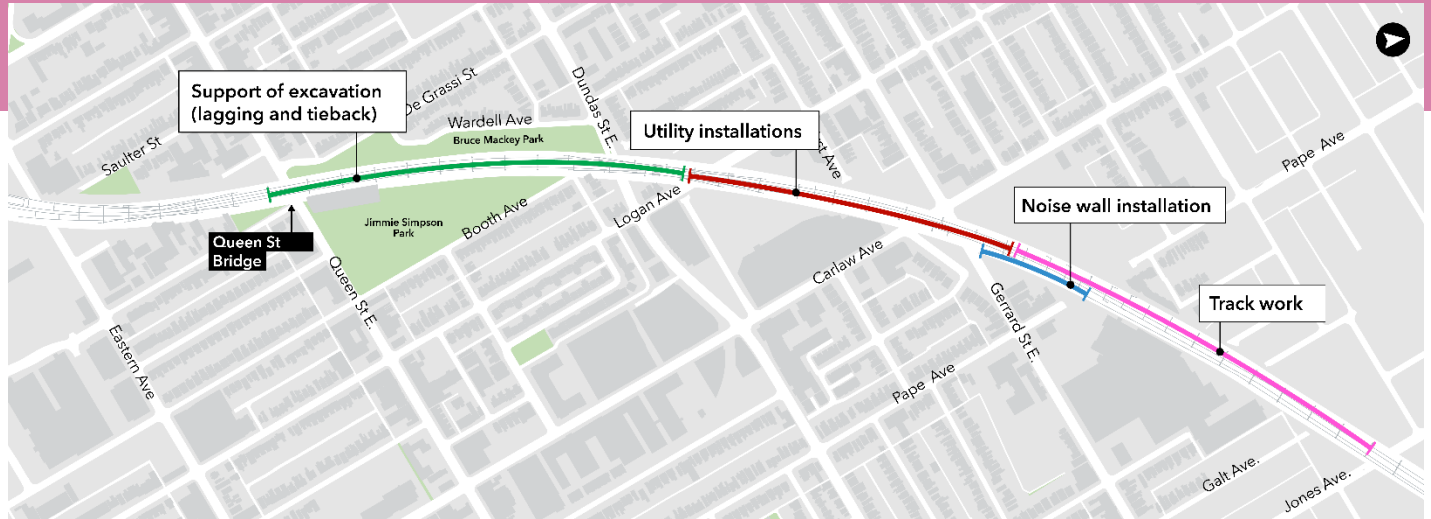 Support of excavation
(lagging and tieback)
De Grassi St
Dundas St E.
Wardell Ave
Bruce Mackey Park
Utility installations
Saulter St
Pape Ave
Noise wall installation
Logan Ave
Booth Ave
Jimmie Simpson
Park
Queen St
Bridge
Queen St E.
Carlaw Ave
Gerrard St E.
Track work
Eastern Ave
Pape Ave
Galt Ave.
Jones Ave.